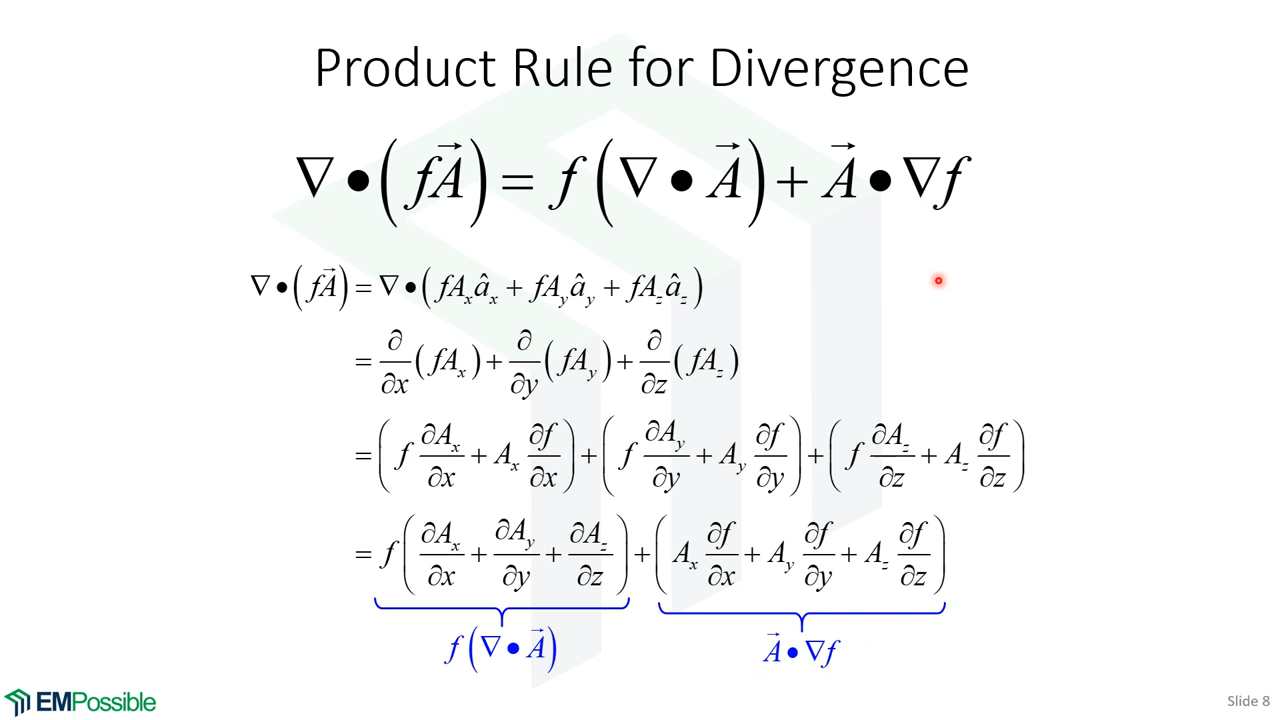 Product Rule for Divergence
∇•(fA⃗) = f(∇•A⃗) + A⃗•∇f
∇•(fA⃗) = ∇•(fAₓâₓ + fA_yâ_y + fA_zâ_z)
= ∂/∂x(fAₓ) + ∂/∂y(fA_y) + ∂/∂z(fA_z)
= (f ∂Aₓ/∂x + Aₓ ∂f/∂x) + (f ∂A_y/∂y + A_y ∂f/∂y) + (f ∂A_z/∂z + A_z ∂f/∂z)
= f(∂Aₓ/∂x + ∂A_y/∂y + ∂A_z/∂z) + (Aₓ ∂f/∂x + A_y ∂f/∂y + A_z ∂f/∂z)
f(∇•A⃗) A⃗•∇f
EMPossible Slide 8